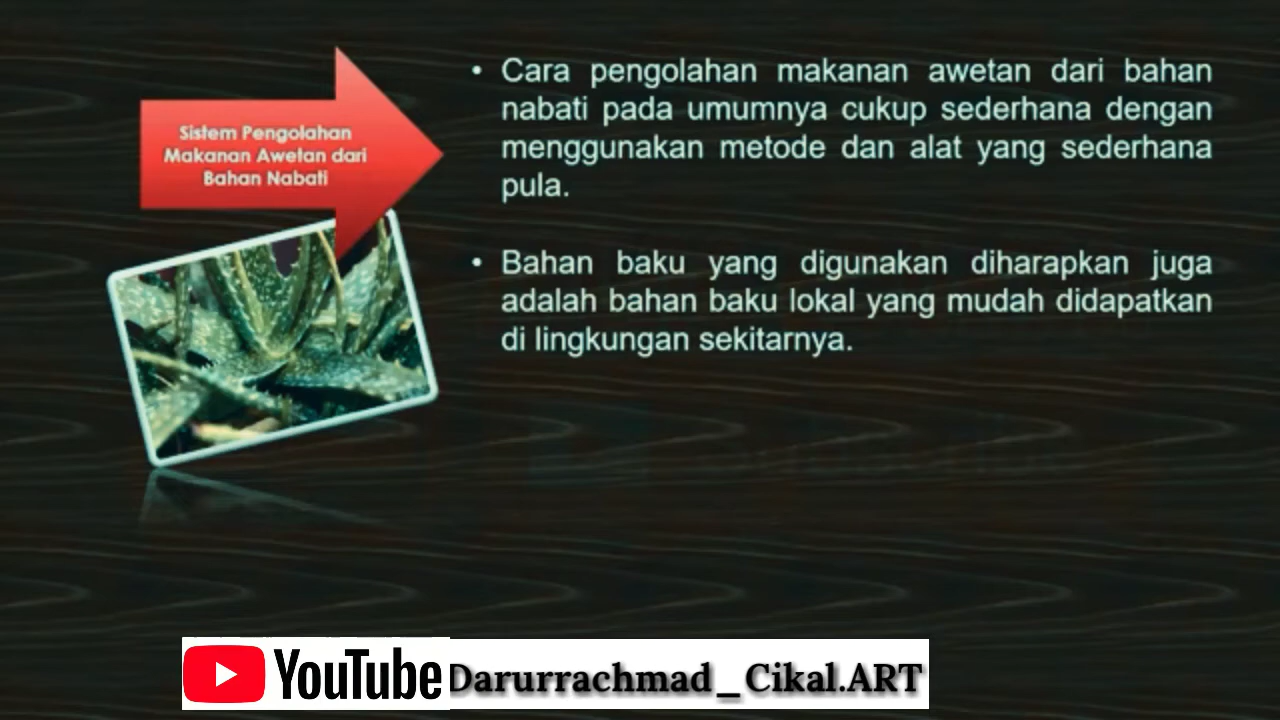 Sistem Pengolahan
Makanan Awetan dari
Bahan Nabati
• Cara pengolahan makanan awetan dari bahan
nabati pada umumnya cukup sederhana dengan
menggunakan metode dan alat yang sederhana
pula.
• Bahan baku yang digunakan diharapkan juga
adalah bahan baku lokal yang mudah didapatkan
di lingkungan sekitarnya.
YouTube Darurrachmad_Cikal.ART